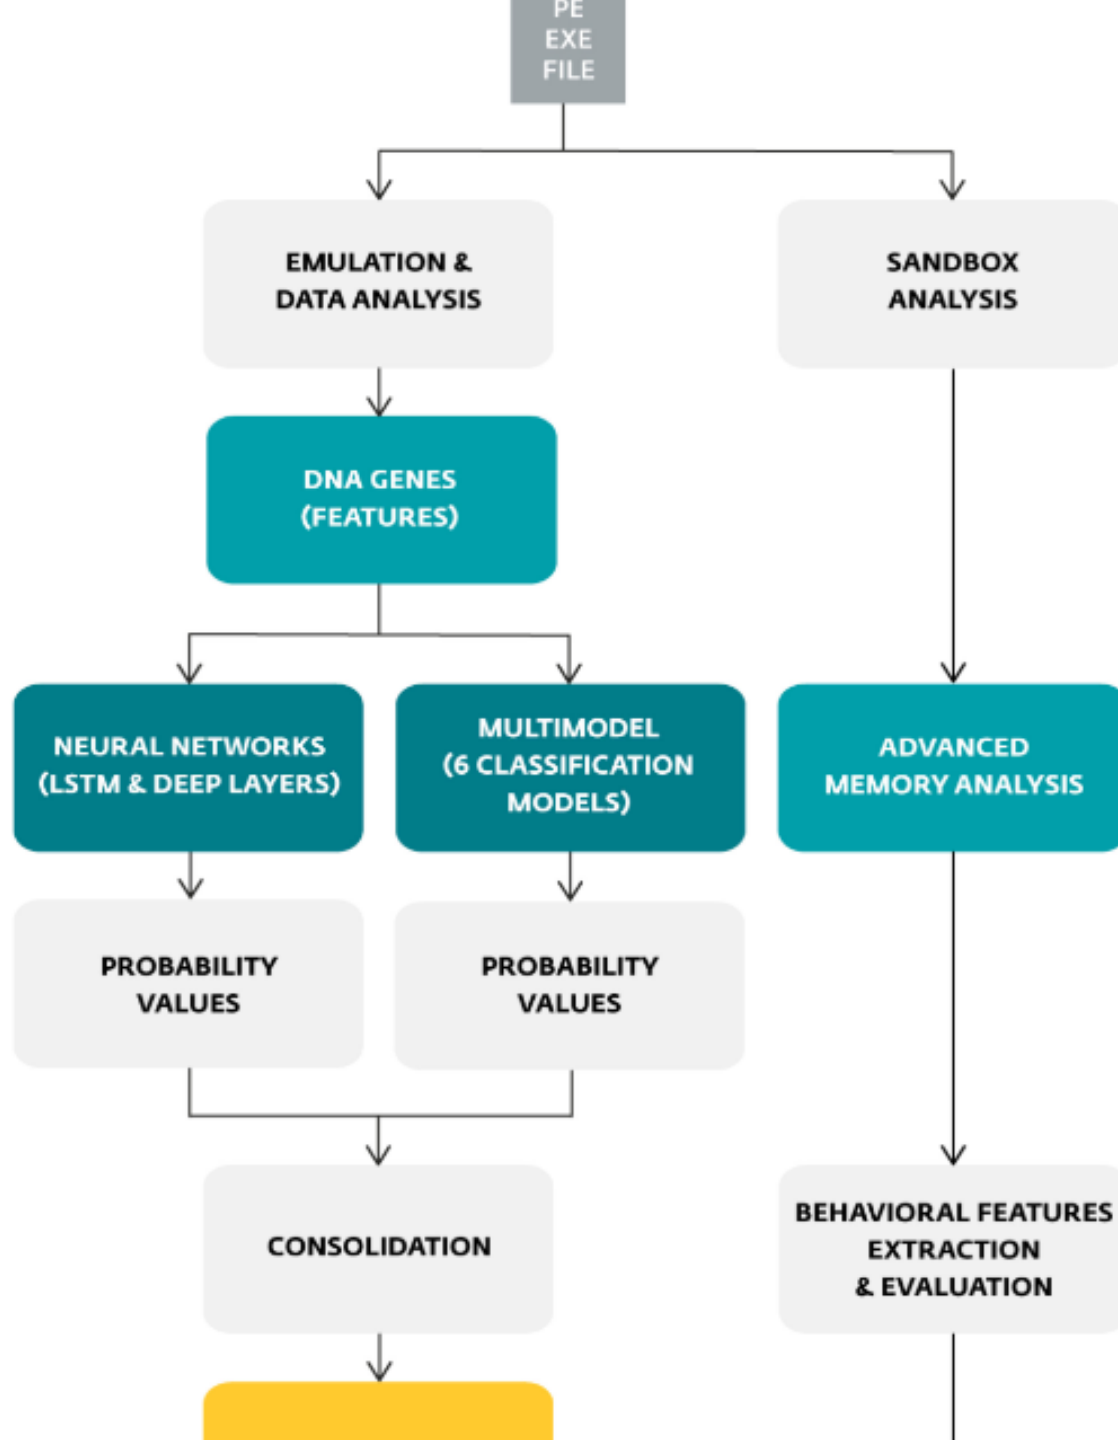 PE
EXE
FILE
EMULATION &
DATA ANALYSIS
SANDBOX
ANALYSIS
DNA GENES
(FEATURES)
NEURAL NETWORKS
(LSTM & DEEP LAYERS)
MULTIMODEL
(6 CLASSIFICATION
MODELS)
ADVANCED
MEMORY ANALYSIS
PROBABILITY
VALUES
PROBABILITY
VALUES
CONSOLIDATION
BEHAVIORAL FEATURES
EXTRACTION
& EVALUATION